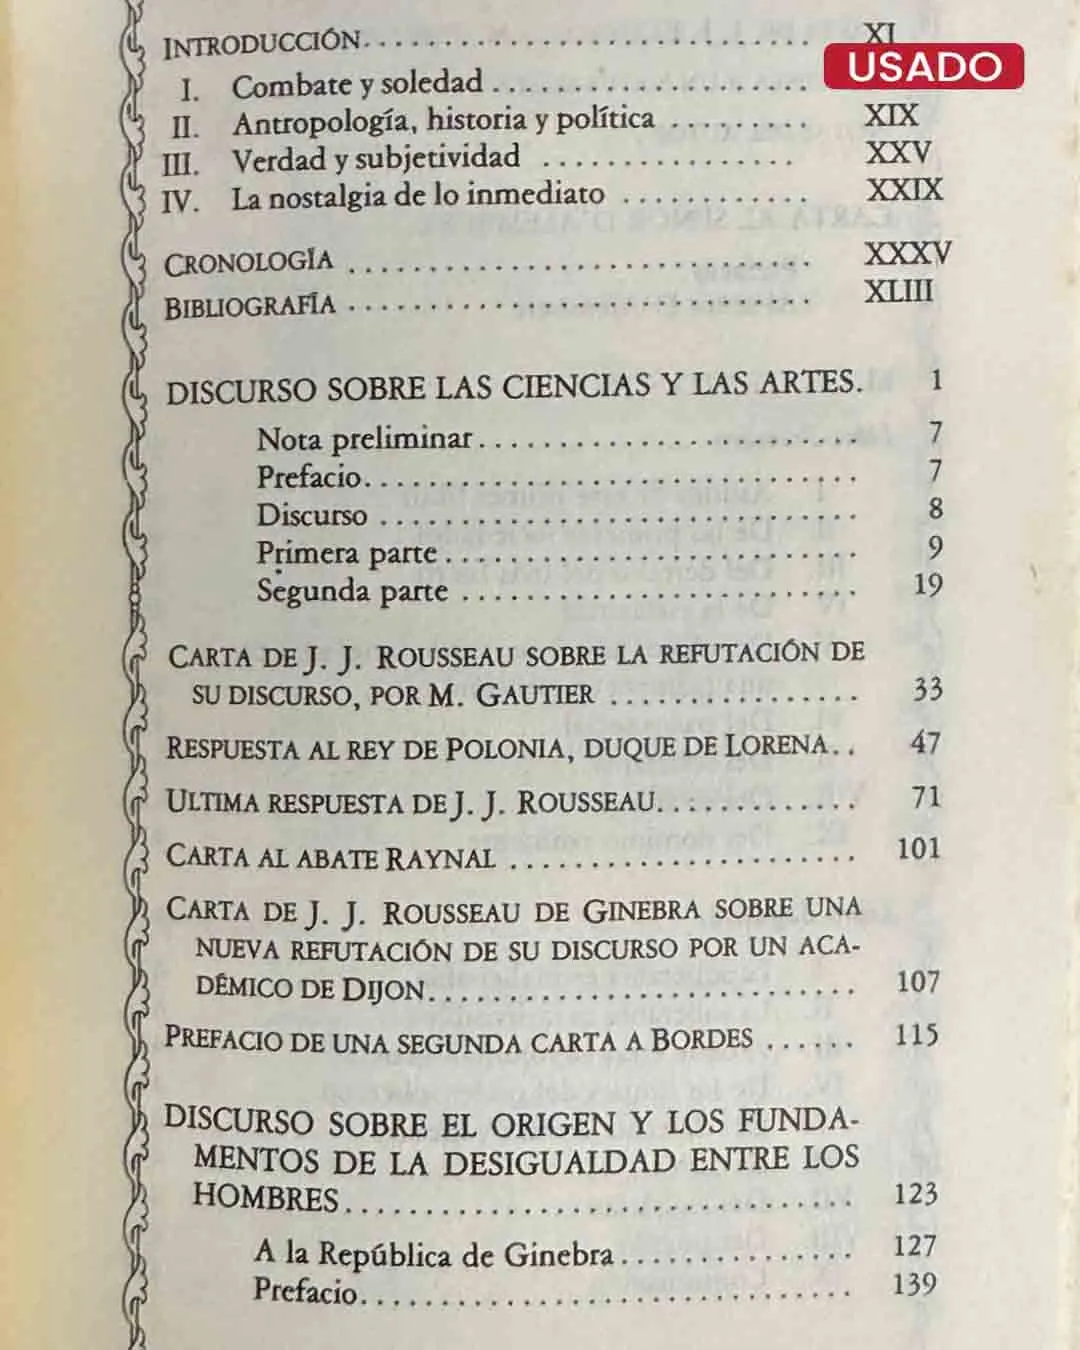 INTRODUCCIÓN. . . . . . . . . . . . . . . . . . . . . . . . . . . . XI
USADO
I. Combate y soledad . . . . . . . . . . . . . . . . . . . .
II. Antropología, historia y política . . . . . . . . . XIX
III. Verdad y subjetividad . . . . . . . . . . . . . . . . XXV
IV. La nostalgia de lo inmediato . . . . . . . . . . . . XXIX
CRONOLOGÍA . . . . . . . . . . . . . . . . . . . . . . . . . . . . . XXXV
BIBLIOGRAFÍA . . . . . . . . . . . . . . . . . . . . . . . . . . . . . XLIII
DISCURSO SOBRE LAS CIENCIAS Y LAS ARTES. 1
Nota preliminar . . . . . . . . . . . . . . . . . . . . . . . . 7
Prefacio. . . . . . . . . . . . . . . . . . . . . . . . . . . . . . . 7
Discurso . . . . . . . . . . . . . . . . . . . . . . . . . . . . . . 8
Primera parte . . . . . . . . . . . . . . . . . . . . . . . . . . 9
Segunda parte . . . . . . . . . . . . . . . . . . . . . . . . . 19
CARTA DE J. J. ROUSSEAU SOBRE LA REFUTACIÓN DE
SU DISCURSO, POR M. GAUTIER . . . . . . . . . . . . . . . . 33
RESPUESTA AL REY DE POLONIA, DUQUE DE LORENA. . 47
ULTIMA RESPUESTA DE J. J. ROUSSEAU. . . . . . . . . . . . . 71
CARTA AL ABATE RAYNAL . . . . . . . . . . . . . . . . . . . . . . 101
CARTA DE J. J. ROUSSEAU DE GINEBRA SOBRE UNA
NUEVA REFUTACIÓN DE SU DISCURSO POR UN ACA-
DÉMICO DE DIJON. . . . . . . . . . . . . . . . . . . . . . . . . . . 107
PREFACIO DE UNA SEGUNDA CARTA A BORDES . . . . . . 115
DISCURSO SOBRE EL ORIGEN Y LOS FUNDA-
MENTOS DE LA DESIGUALDAD ENTRE LOS
HOMBRES. . . . . . . . . . . . . . . . . . . . . . . . . . . . . . . . 123
A la República de Ginebra . . . . . . . . . . . . . . . 127
Prefacio. . . . . . . . . . . . . . . . . . . . . . . . . . . . . . . 139